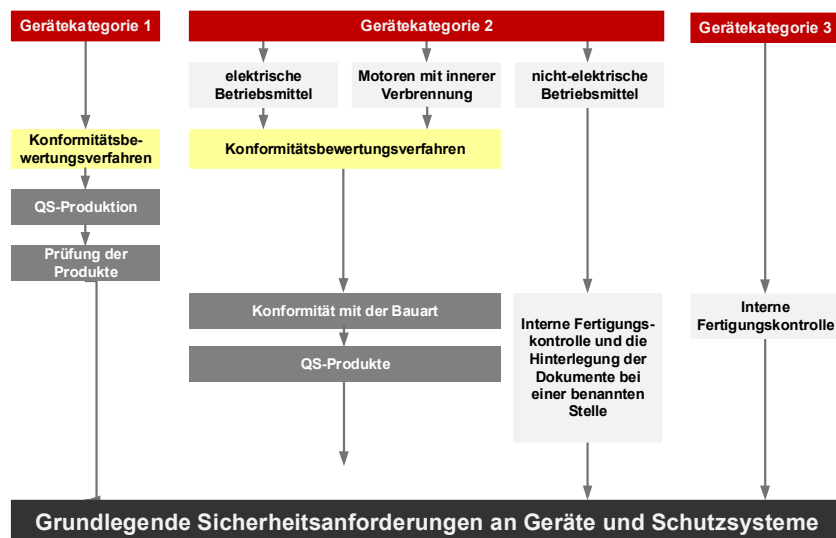 Gerätekategorie 1
Gerätekategorie 2
Gerätekategorie 3
elektrische
Betriebsmittel
Motoren mit innerer
Verbrennung
nicht-elektrische
Betriebsmittel
Konformitätsbe-
wertungsverfahren
Konformitätsbewertungsverfahren
QS-Produktion
Prüfung der
Produkte
Konformität mit der Bauart
QS-Produkte
Interne Fertigungs-
kontrolle und die
Hinterlegung der
Dokumente bei
einer benannten
Stelle
Interne
Fertigungskontrolle
Grundlegende Sicherheitsanforderungen an Geräte und Schutzsysteme